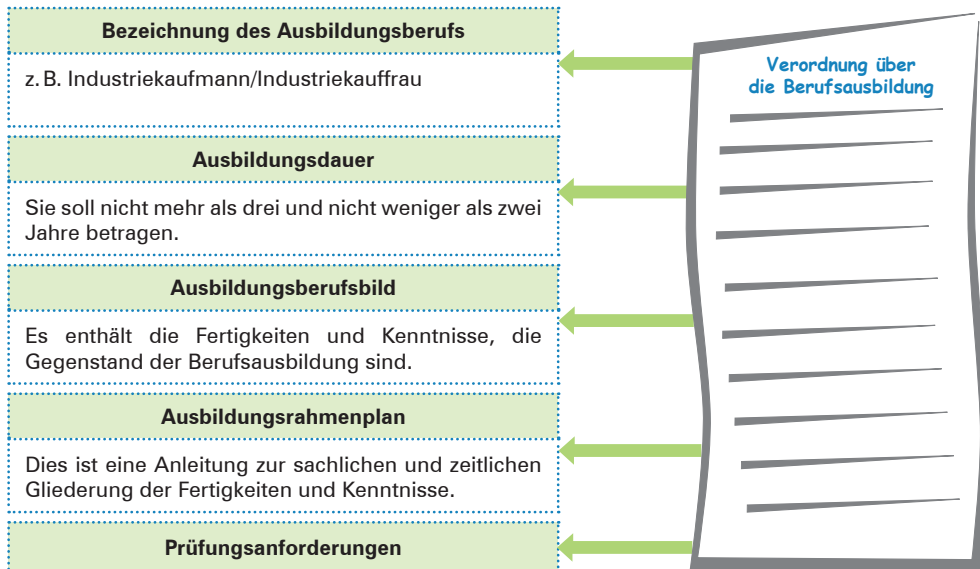 Bezeichnung des Ausbildungsberufs
z. B. Industriekaufmann/Industriekauffrau
Ausbildungsdauer
Sie soll nicht mehr als drei und nicht weniger als zwei
Jahre betragen.
Ausbildungsberufsbild
Es enthält die Fertigkeiten und Kenntnisse, die
Gegenstand der Berufsausbildung sind.
Ausbildungsrahmenplan
Dies ist eine Anleitung zur sachlichen und zeitlichen
Gliederung der Fertigkeiten und Kenntnisse.
Prüfungsanforderungen
Verordnung über
die Berufsausbildung